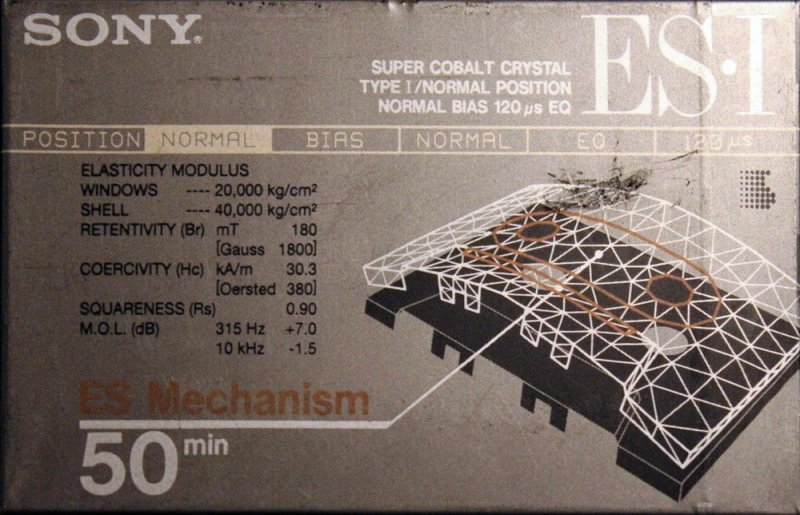 SONY®
ES·I
SUPER COBALT CRYSTAL
TYPE I/NORMAL POSITION
NORMAL BIAS 120 µs EQ
POSITION NORMAL BIAS NORMAL EQ 120µs
ELASTICITY MODULUS
WINDOWS ---- 20,000 kg/cm²
SHELL ---- 40,000 kg/cm²
RETENTIVITY (Br) mT 180
[Gauss 1800]
COERCIVITY (Hc) kA/m 30.3
[Oersted 380]
SQUARENESS (Rs) 0.90
M.O.L. (dB) 315 Hz +7.0
10 kHz -1.5
ES Mechanism
50 min